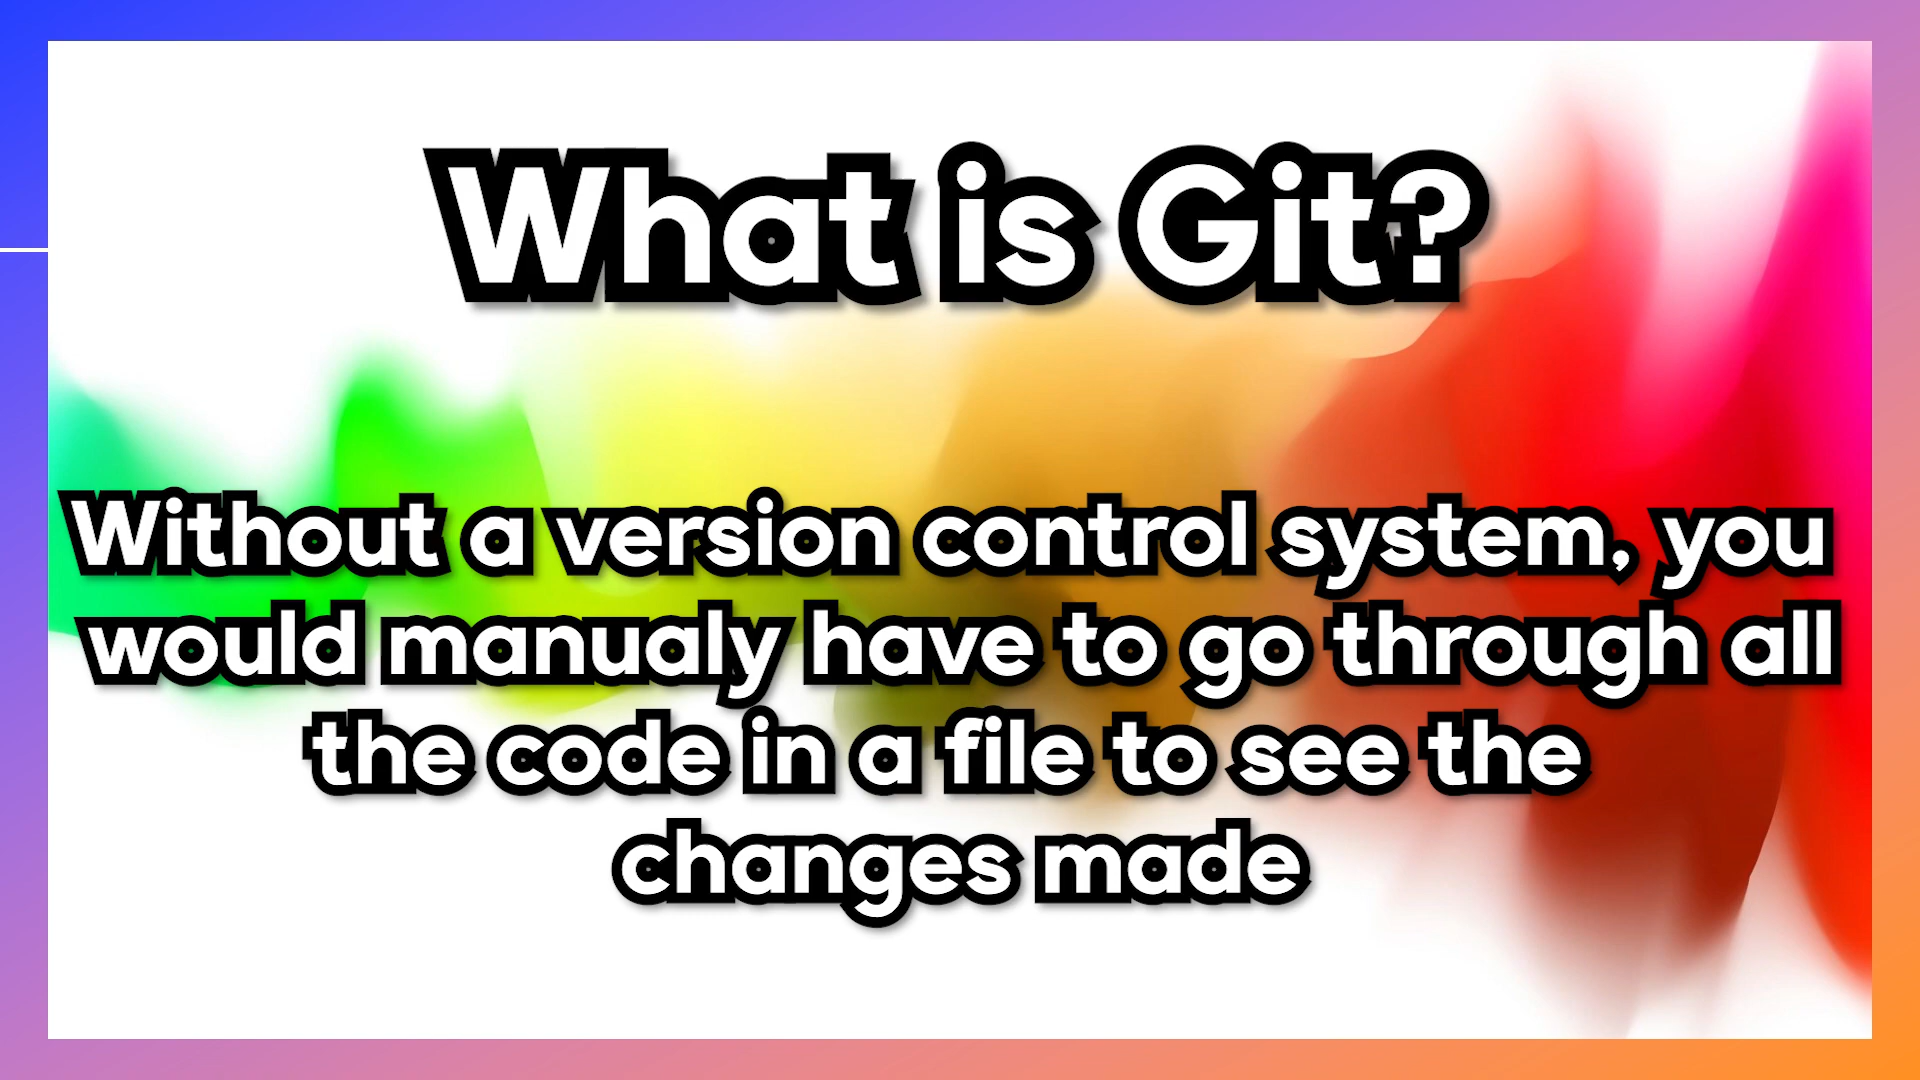 What is Git?
Without a version control system, you
would manualy have to go through all
the code in a file to see the
changes made